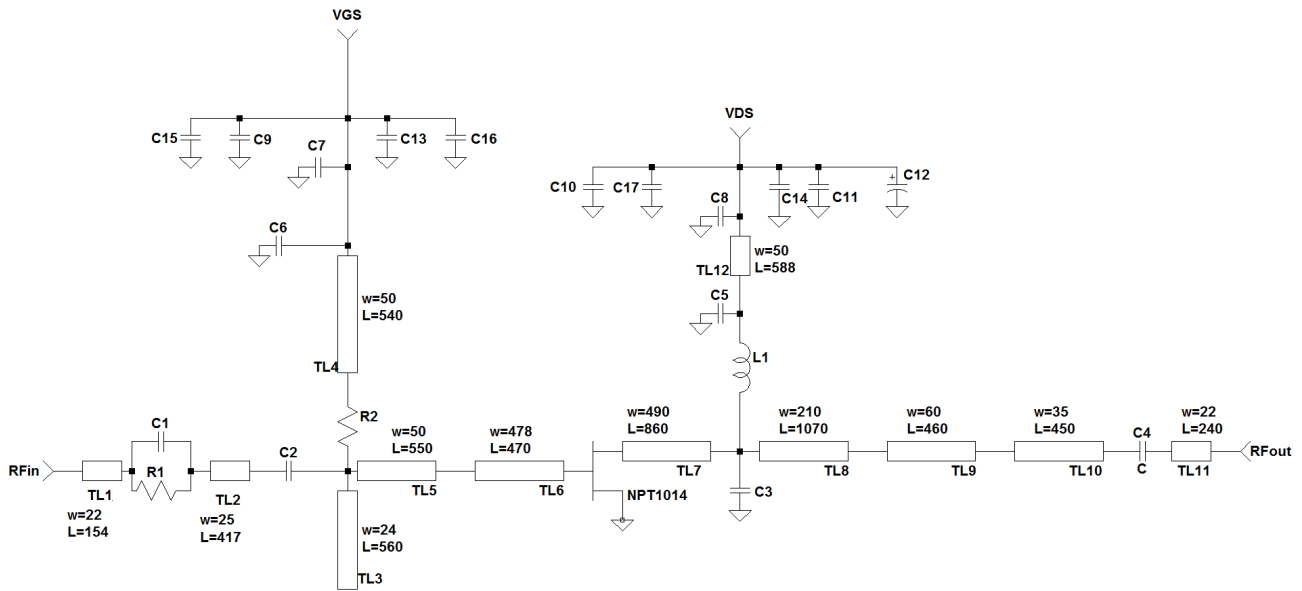 VGS
C15
C9
C7
C13
C16
C6
w=50
L=540
TL4
R2
VDS
C10
C17
C8
C14
C11
+
C12
w=50
L=588
TL12
C5
L1
RFin
TL1
w=22
L=154
C1
R1
TL2
w=25
L=417
C2
w=24
L=560
TL3
w=50
L=550
TL5
w=478
L=470
TL6
NPT1014
w=490
L=860
TL7
C3
w=210
L=1070
TL8
w=60
L=460
TL9
w=35
L=450
TL10
C4
C
w=22
L=240
TL11
RFout